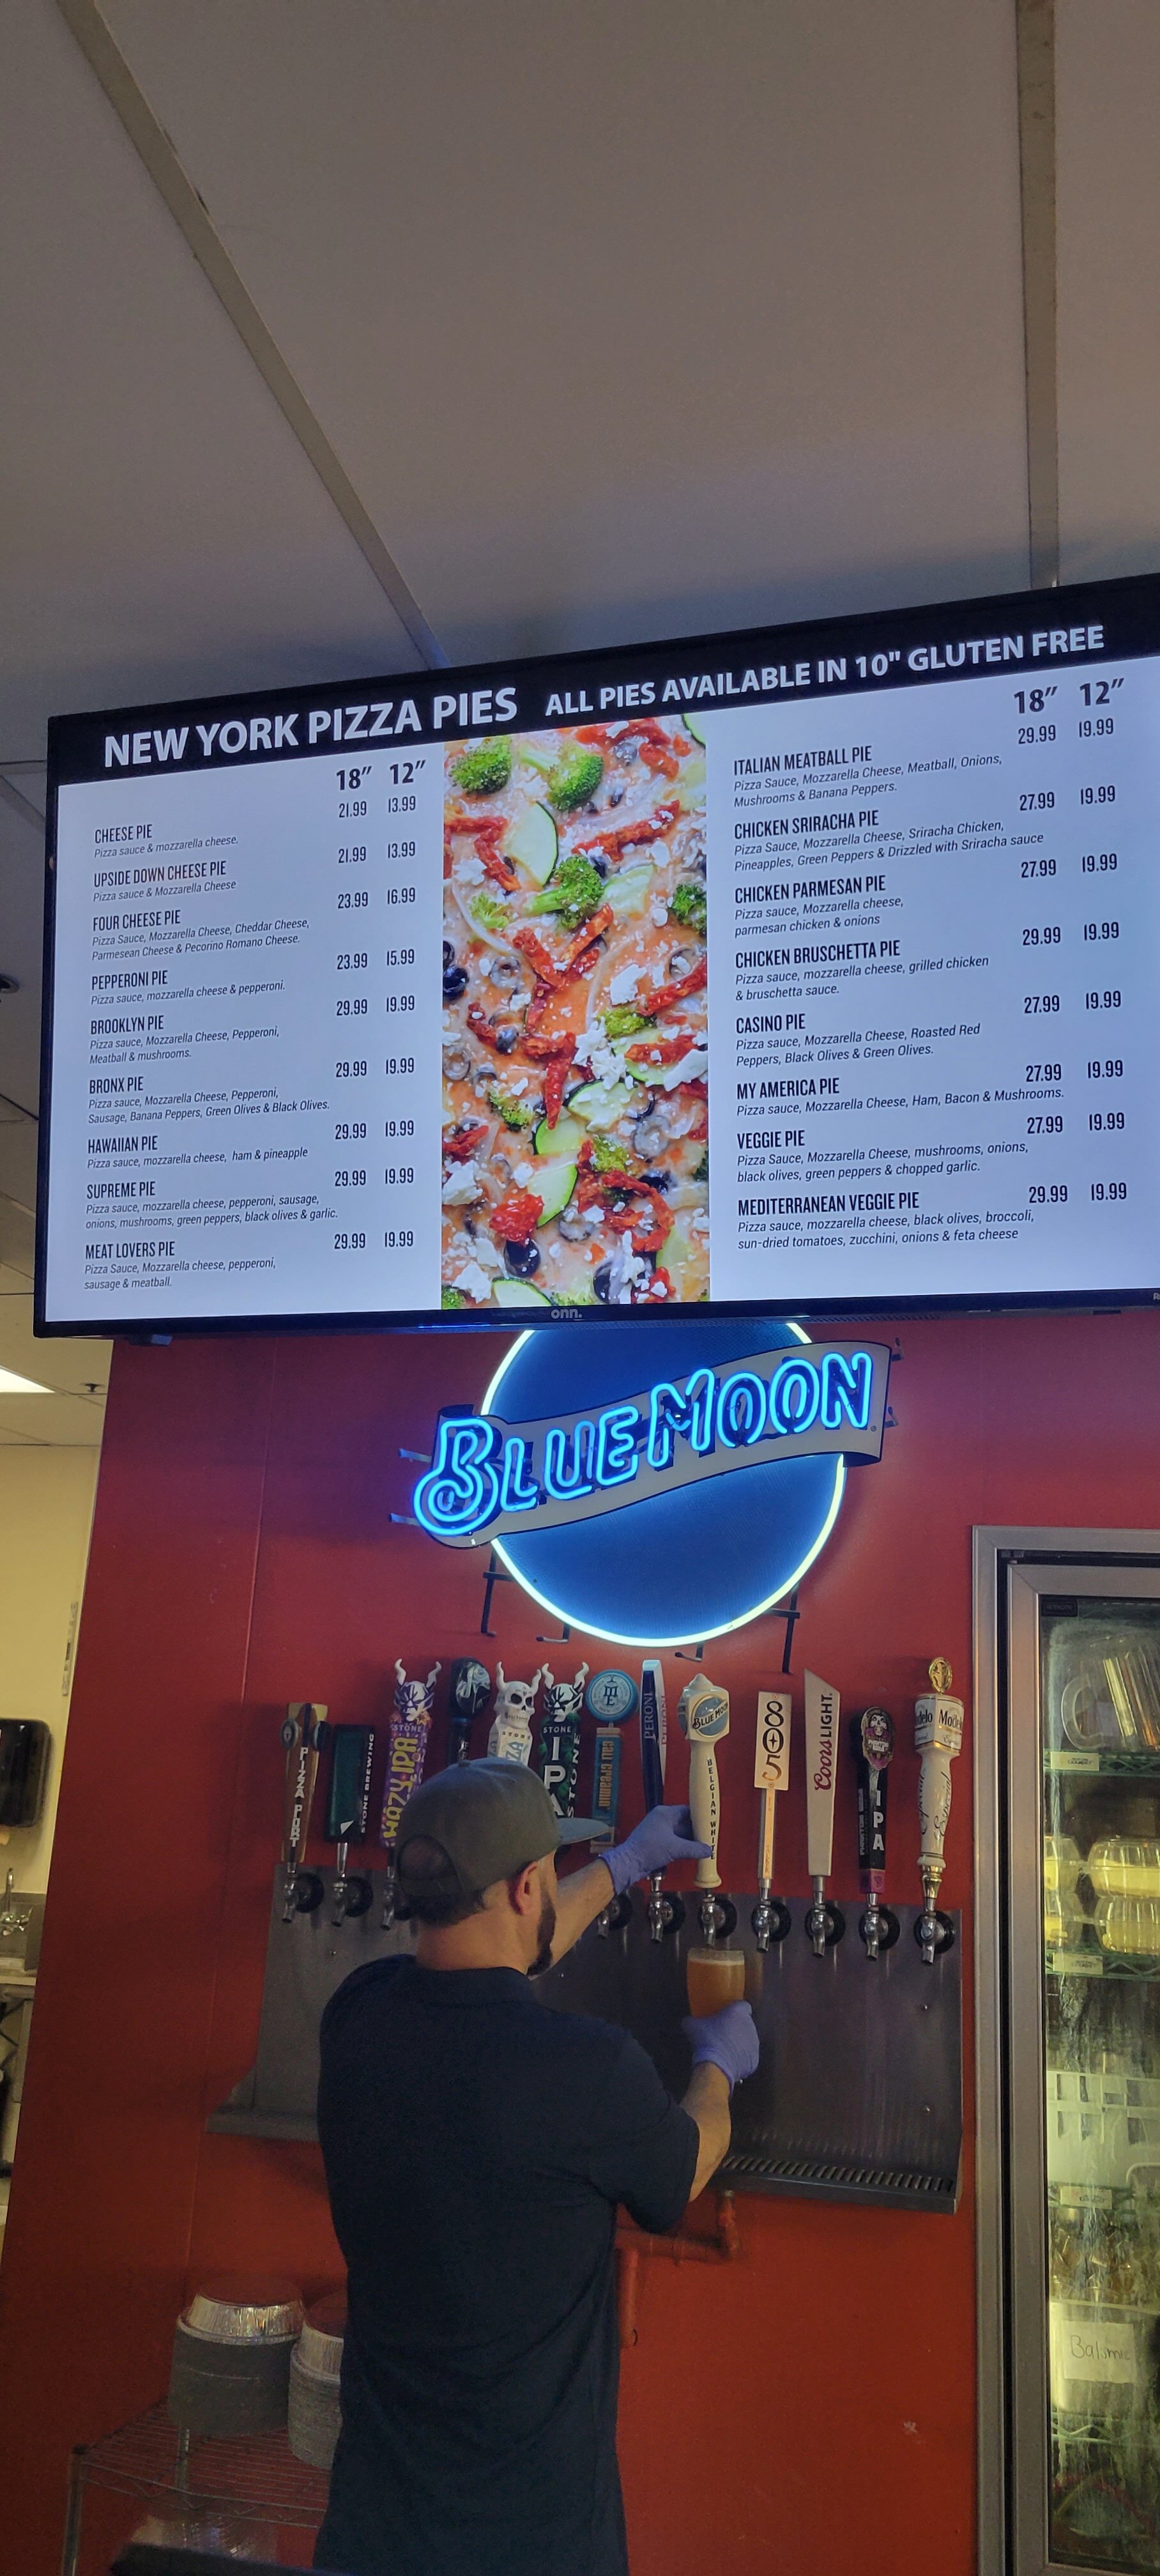 NEW YORK PIZZA PIES ALL PIES AVAILABLE IN 10" GLUTEN FREE
18" 12"
CHEESE PIE 21.99 13.99
Pizza sauce & mozzarella cheese.
UPSIDE DOWN CHEESE PIE 21.99 13.99
Pizza sauce & Mozzarella Cheese
FOUR CHEESE PIE 23.99 16.99
Pizza Sauce, Mozzarella Cheese, Cheddar Cheese,
Parmesean Cheese & Pecorino Romano Cheese.
PEPPERONI PIE 23.99 15.99
Pizza sauce, mozzarella cheese & pepperoni.
BROOKLYN PIE 29.99 19.99
Pizza sauce, Mozzarella Cheese, Pepperoni,
Meatball & mushrooms.
BRONX PIE 29.99 19.99
Pizza sauce, Mozzarella Cheese, Pepperoni,
Sausage, Banana Peppers, Green Olives & Black Olives.
HAWAIIAN PIE 29.99 19.99
Pizza sauce, mozzarella cheese, ham & pineapple
SUPREME PIE 29.99 19.99
Pizza sauce, mozzarella cheese, pepperoni, sausage,
onions, mushrooms, green peppers, black olives & garlic.
MEAT LOVERS PIE 29.99 19.99
Pizza Sauce, Mozzarella cheese, pepperoni,
sausage & meatball.
18" 12"
ITALIAN MEATBALL PIE 29.99 19.99
Pizza Sauce, Mozzarella Cheese, Meatball, Onions,
Mushrooms & Banana Peppers.
CHICKEN SRIRACHA PIE 27.99 19.99
Pizza Sauce, Mozzarella Cheese, Sriracha Chicken,
Pineapples, Green Peppers & Drizzled with Sriracha sauce
CHICKEN PARMESAN PIE 27.99 19.99
Pizza sauce, Mozzarella cheese,
parmesan chicken & onions
CHICKEN BRUSCHETTA PIE 29.99 19.99
Pizza sauce, mozzarella cheese, grilled chicken
& bruschetta sauce.
CASINO PIE 27.99 19.99
Pizza sauce, Mozzarella Cheese, Roasted Red
Peppers, Black Olives & Green Olives.
MY AMERICA PIE 27.99 19.99
Pizza sauce, Mozzarella Cheese, Ham, Bacon & Mushrooms.
VEGGIE PIE 27.99 19.99
Pizza Sauce, Mozzarella Cheese, mushrooms, onions,
black olives, green peppers & chopped garlic.
MEDITERRANEAN VEGGIE PIE 29.99 19.99
Pizza sauce, mozzarella cheese, black olives, broccoli,
sun-dried tomatoes, zucchini, onions & feta cheese
onn.
BLUE MOON
PIZZA PORT
STONE BREWING
STONE
HAZY IPA
STONE
IPA
STONE
CALI CREAMIN'
PERONI
BLUE MOON
BELGIAN WHITE
805
COORS LIGHT
IPA
Modelo
Especial